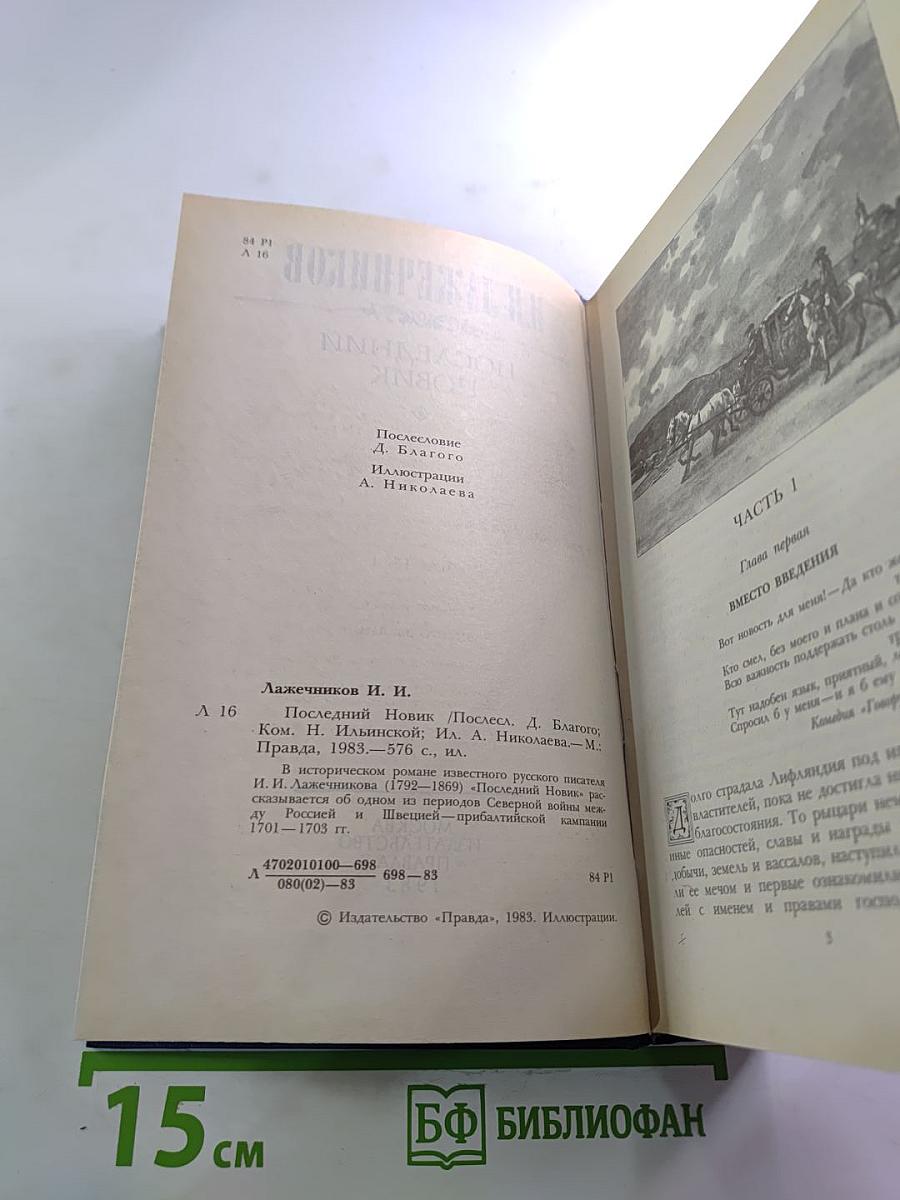 84 Р1
Л 16
Послесловие
Д. Благого
Иллюстрации
А. Николаева
Лажечников И. И.
Л 16 Последний Новик /Послесл. Д. Благого;
Ком. Н. Ильинской; Ил. А. Николаева.—М.:
Правда, 1983.—576 с., ил.
В историческом романе известного русского писателя
И. И. Лажечникова (1792—1869) «Последний Новик» рас-
сказывается об одном из периодов Северной войны меж-
ду Россией и Швецией—прибалтийской кампании
1701—1703 гг.
Л 4702010100—698 / 080(02)—83 698—83 84 Р1
© Издательство «Правда», 1983. Иллюстрации.
ЧАСТЬ 1
Глава первая
ВМЕСТО ВВЕДЕНИЯ
Вот новость для меня!—Да кто
Кто смел, без моего и плана и
Всю важность поддержать столь
Тут надобен язык, приятный,
Спросил б у меня—и я б ему
Комедия
Долго страдала Лифляндия под
властителей, пока не достигла
благосостояния. То рыцари
иные опасностей, славы и награды
добычи, земель и вассалов,
ли ее мечом и первые
лей с именем и правами
3
15 см
БФ БИБЛИОФАН